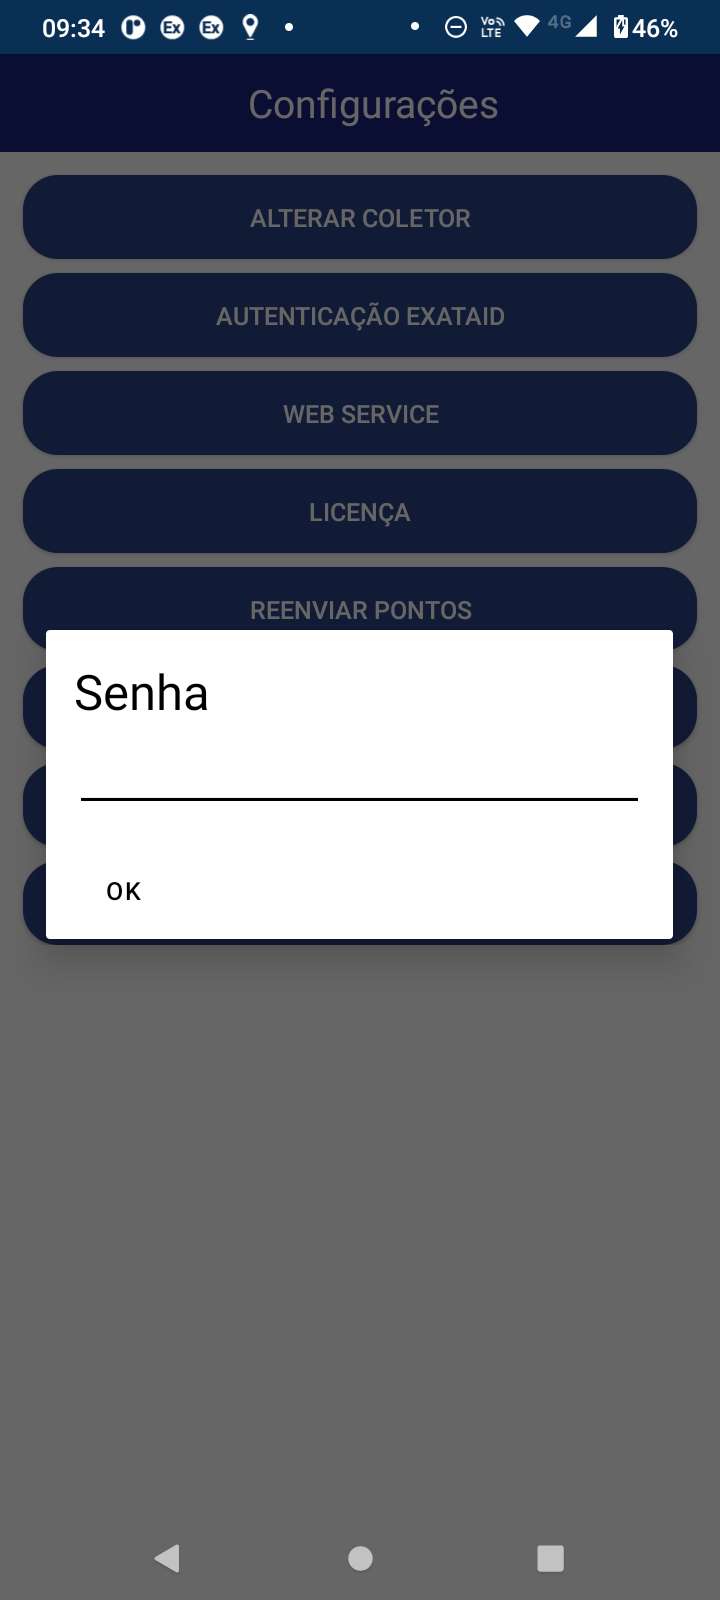 09:34 Ex Ex Vo LTE 4G 46%
Configurações
ALTERAR COLETOR
AUTENTICAÇÃO EXATAID
WEB SERVICE
LICENÇA
REENVIAR PONTOS
Senha
OK